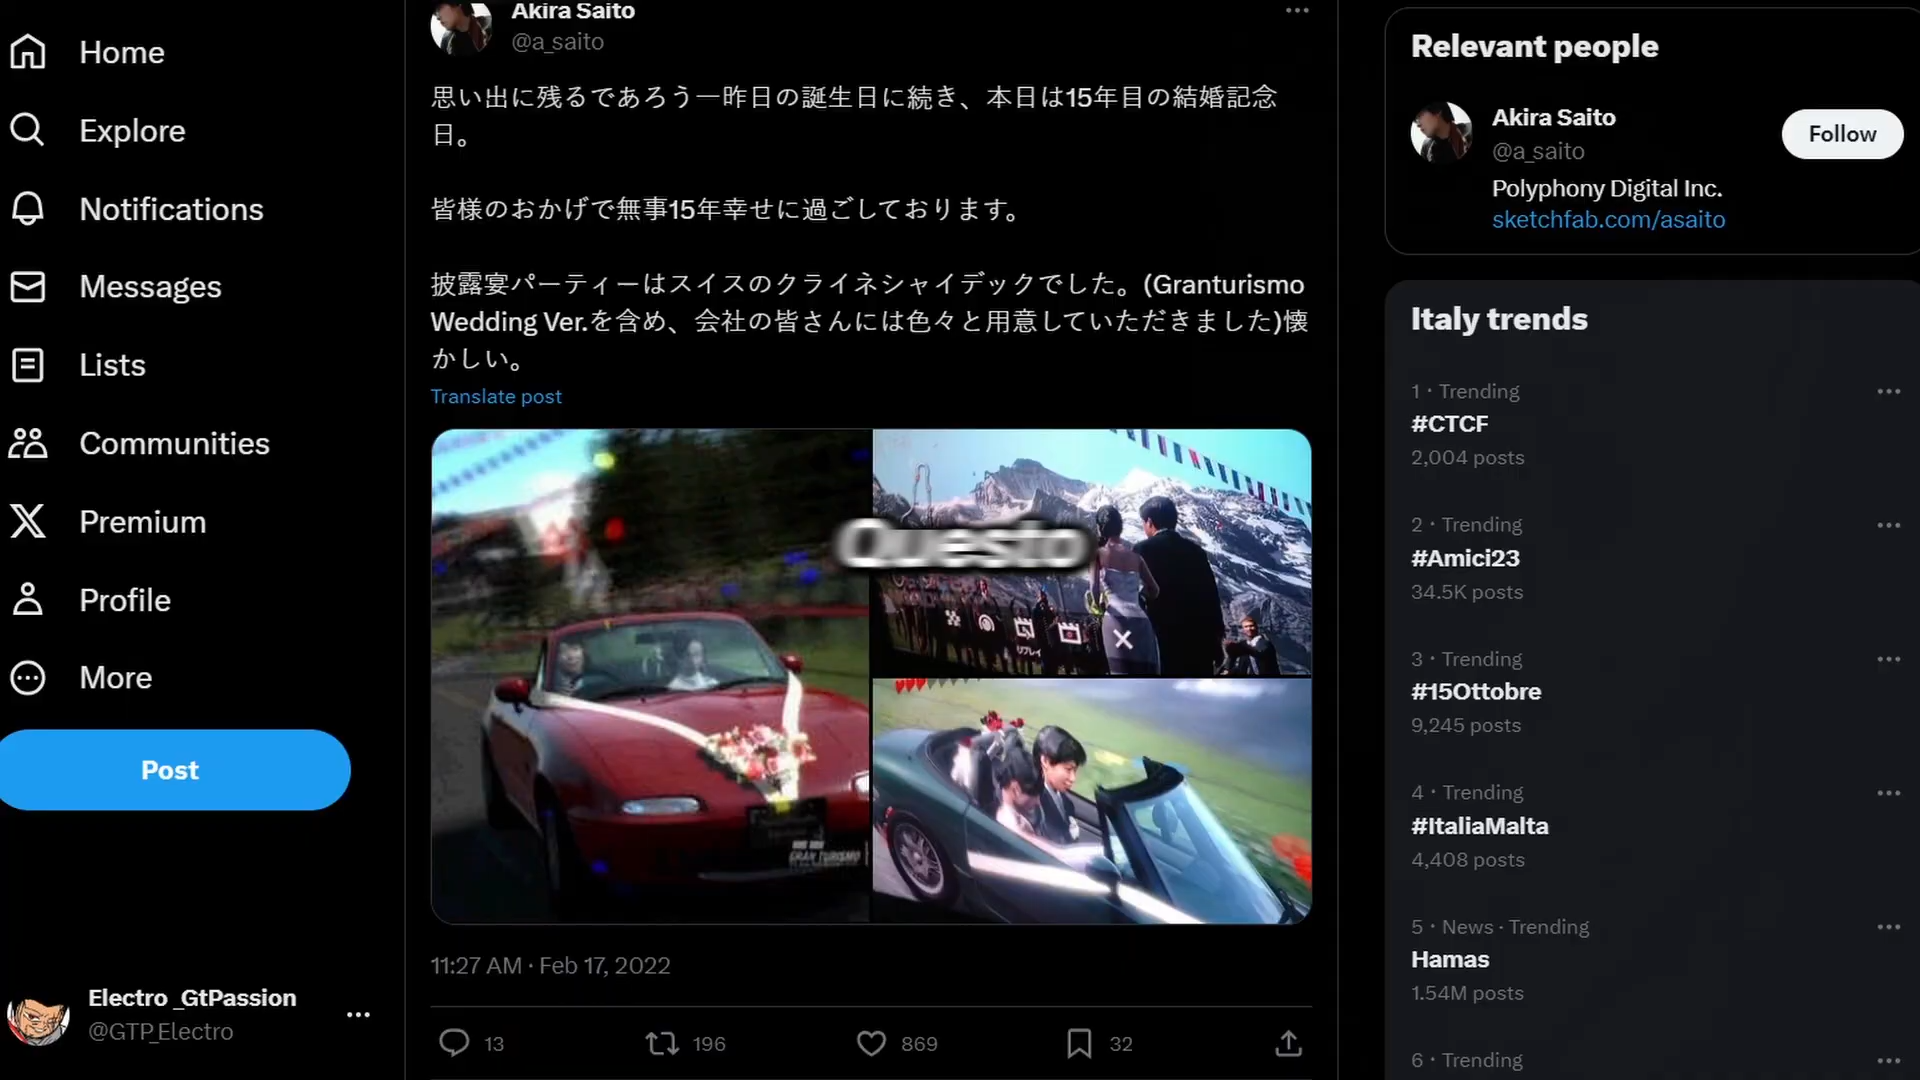 Home
Explore
Notifications
Messages
Lists
Communities
Premium
Profile
More
Post
Electro _GtPassion
@GTP_Electro
Akira Saito
@a_saito
思い出に残るであろう一昨日の誕生日に続き、本日は15年目の結婚記念
日。
皆様のおかげで無事15年幸せに過ごしております。
披露宴パーティーはスイスのクライネシャイデックでした。(Granturismo
Wedding Ver.を含め、会社の皆さんには色々と用意していただきました)懐
かしい。
Translate post
Questo
リプレイ
GRAN TURISMO
11:27 AM · Feb 17, 2022
13
196
869
32
Relevant people
Akira Saito
@a_saito
Follow
Polyphony Digital Inc.
sketchfab.com/asaito
Italy trends
1 · Trending
#CTCF
2,004 posts
2 · Trending
#Amici23
34.5K posts
3 · Trending
#15Ottobre
9,245 posts
4 · Trending
#ItaliaMalta
4,408 posts
5 · News · Trending
Hamas
1.54M posts
6 · Trending